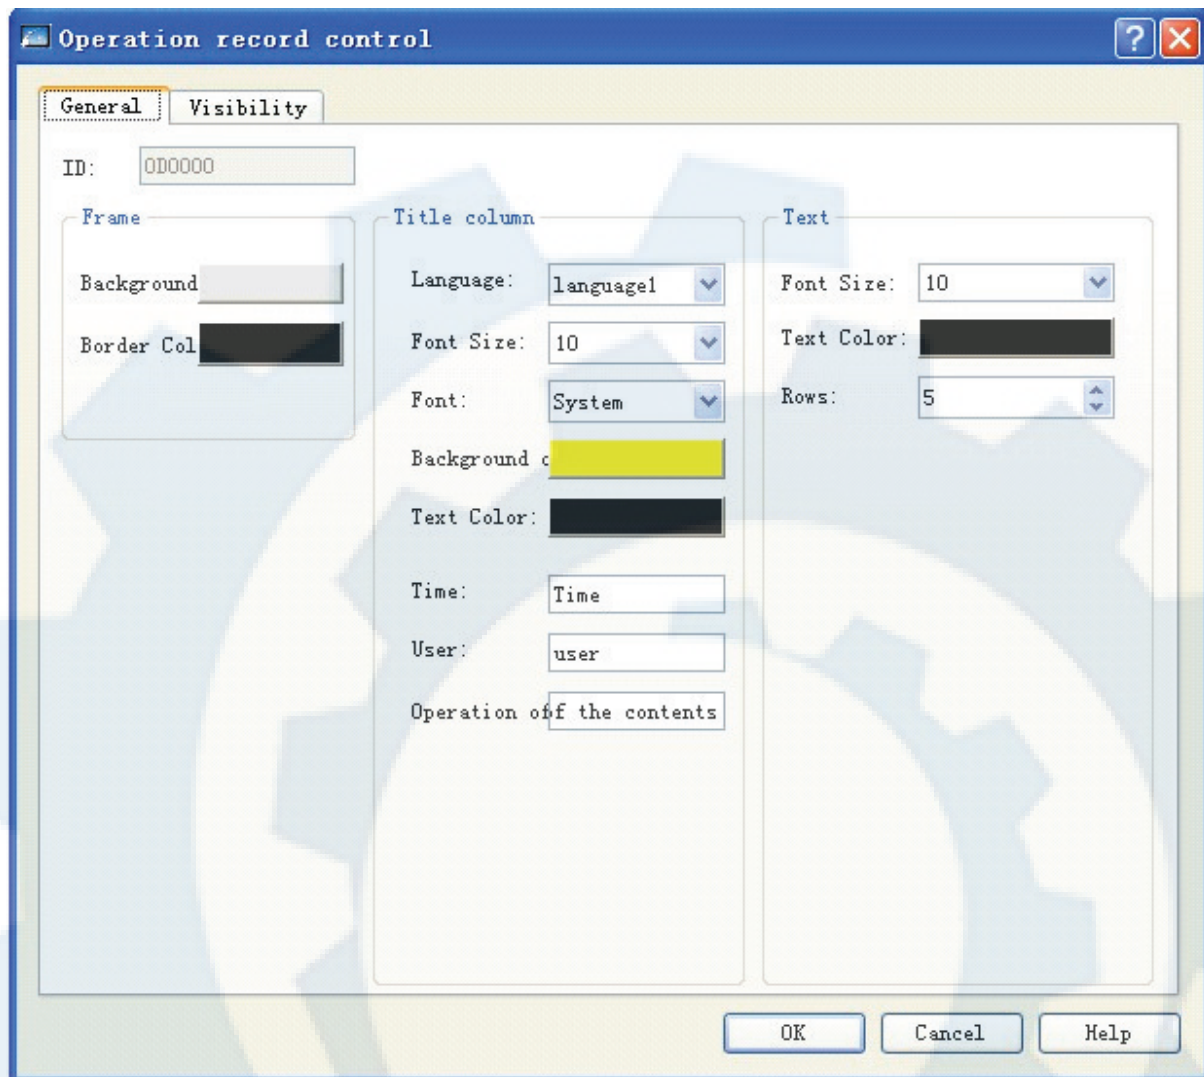 Operation record control
General Visibility
ID: OD0000
Frame
Background
Border Col
Title column
Language: language1
Font Size: 10
Font: System
Background c
Text Color:
Time: Time
User: user
Operation of f the contents
Text
Font Size: 10
Text Color:
Rows: 5
OK Cancel Help